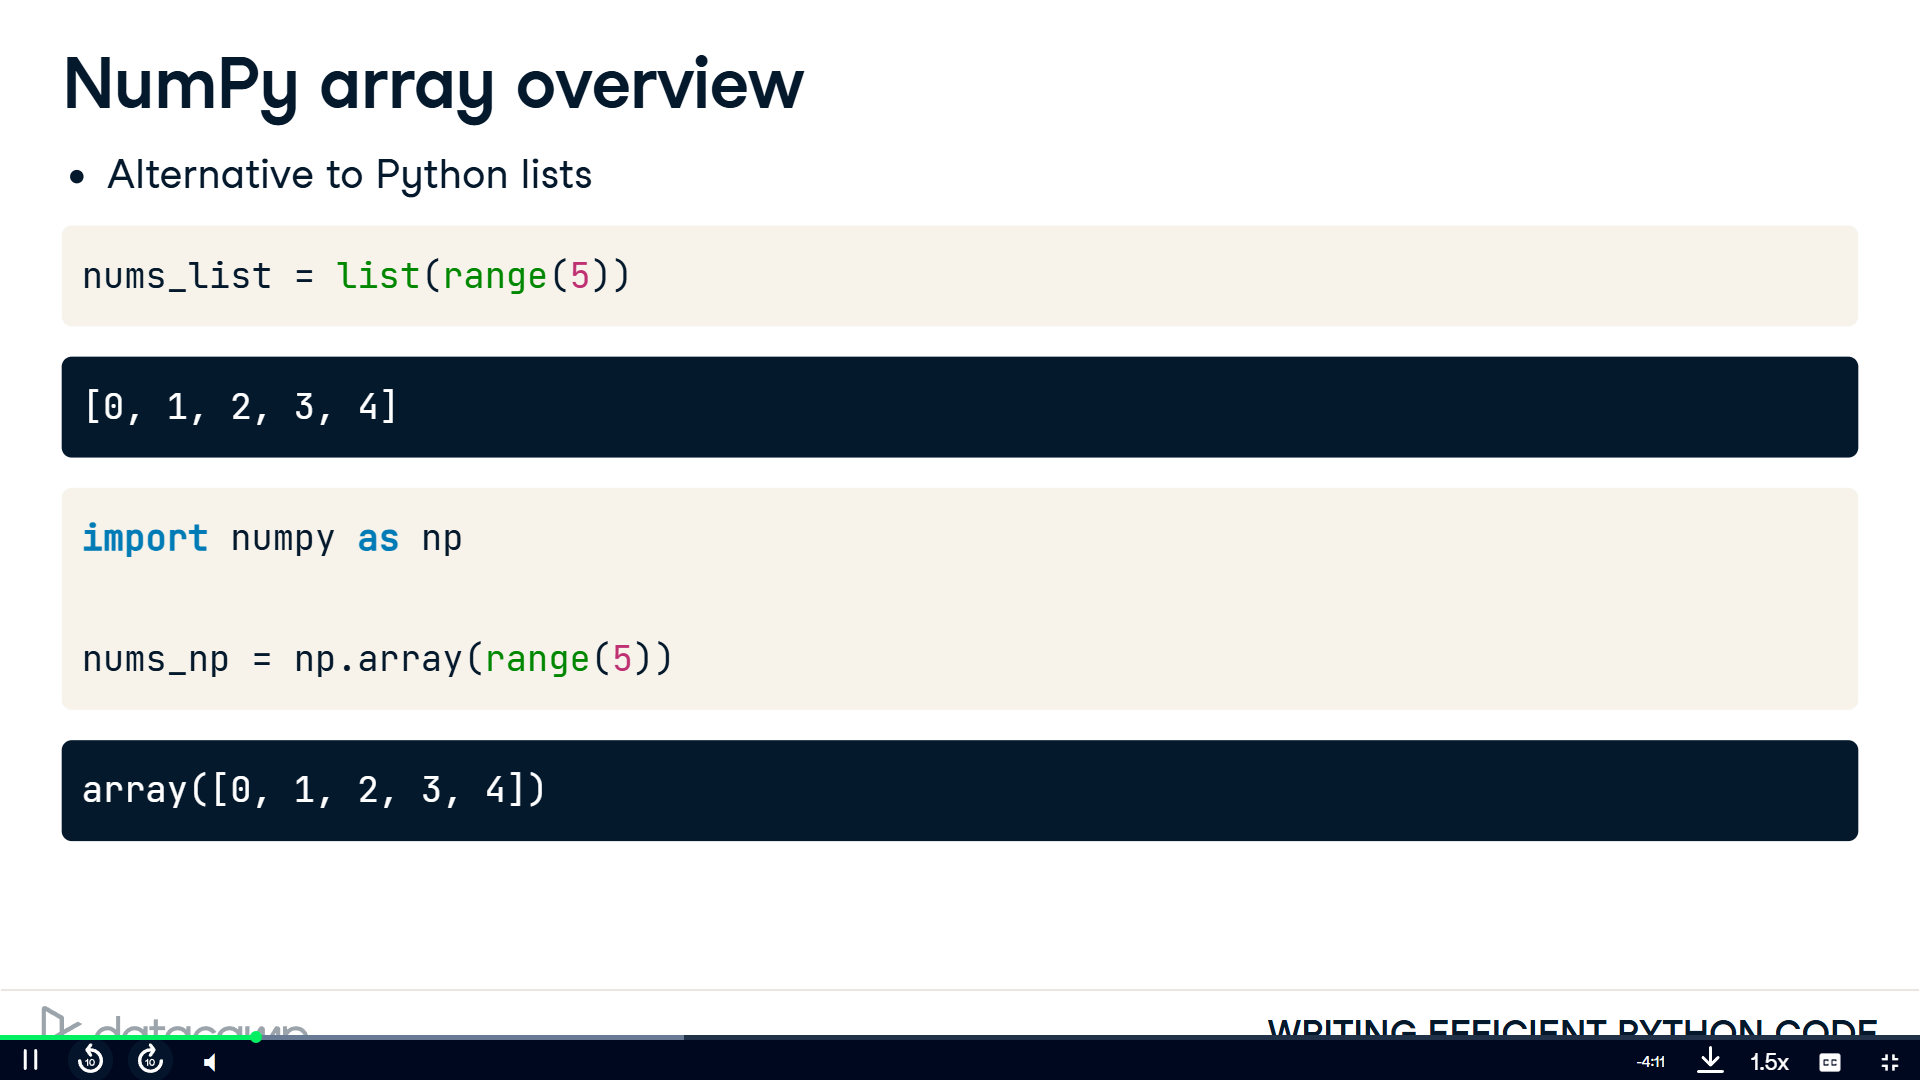 NumPy array overview
• Alternative to Python lists
nums_list = list(range(5))
[0, 1, 2, 3, 4]
import numpy as np
nums_np = np.array(range(5))
array([0, 1, 2, 3, 4])
datacamp
WRITING EFFICIENT PYTHON CODE
10 10 -4:11 1.5x CC